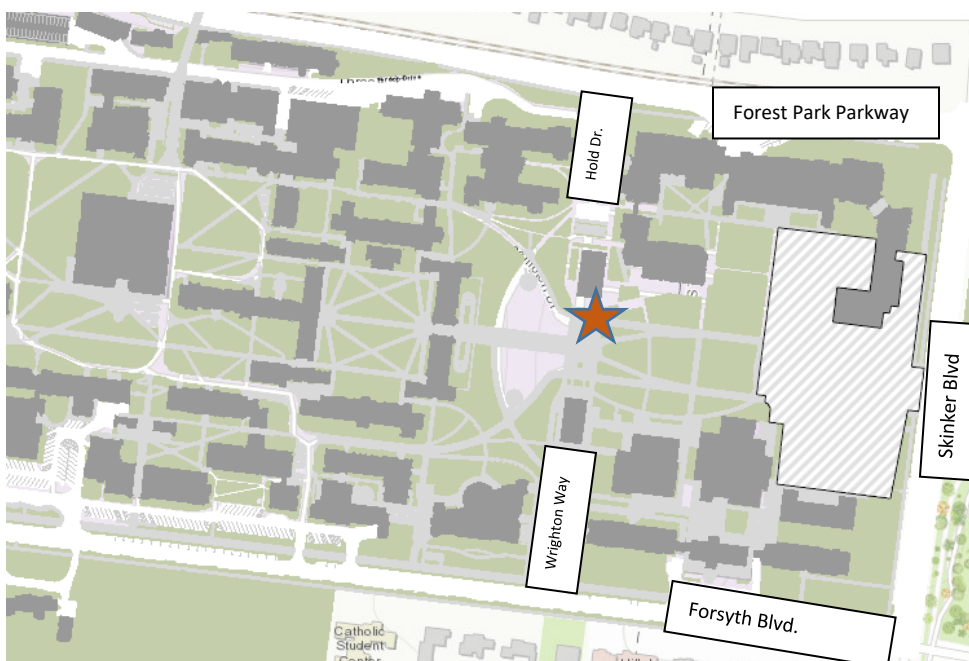 Forest Park Parkway
Hold Dr.
Skinker Blvd
Wrighton Way
Forsyth Blvd.
Catholic
Student
Center